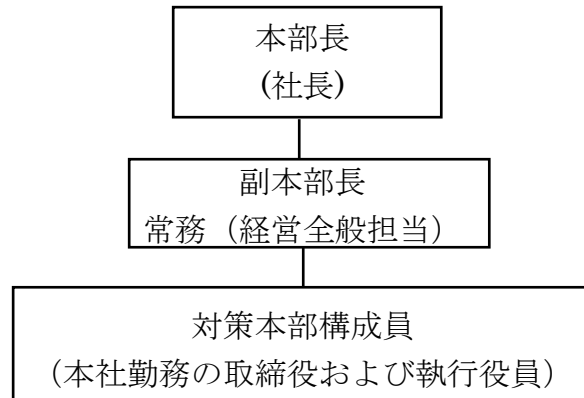 本部長
(社長)
副本部長
常務（経営全般担当）
対策本部構成員
（本社勤務の取締役および執行役員）